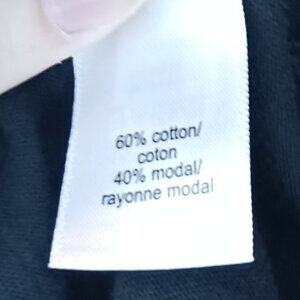 60% cotton/
coton
40% modal/
rayonne modal